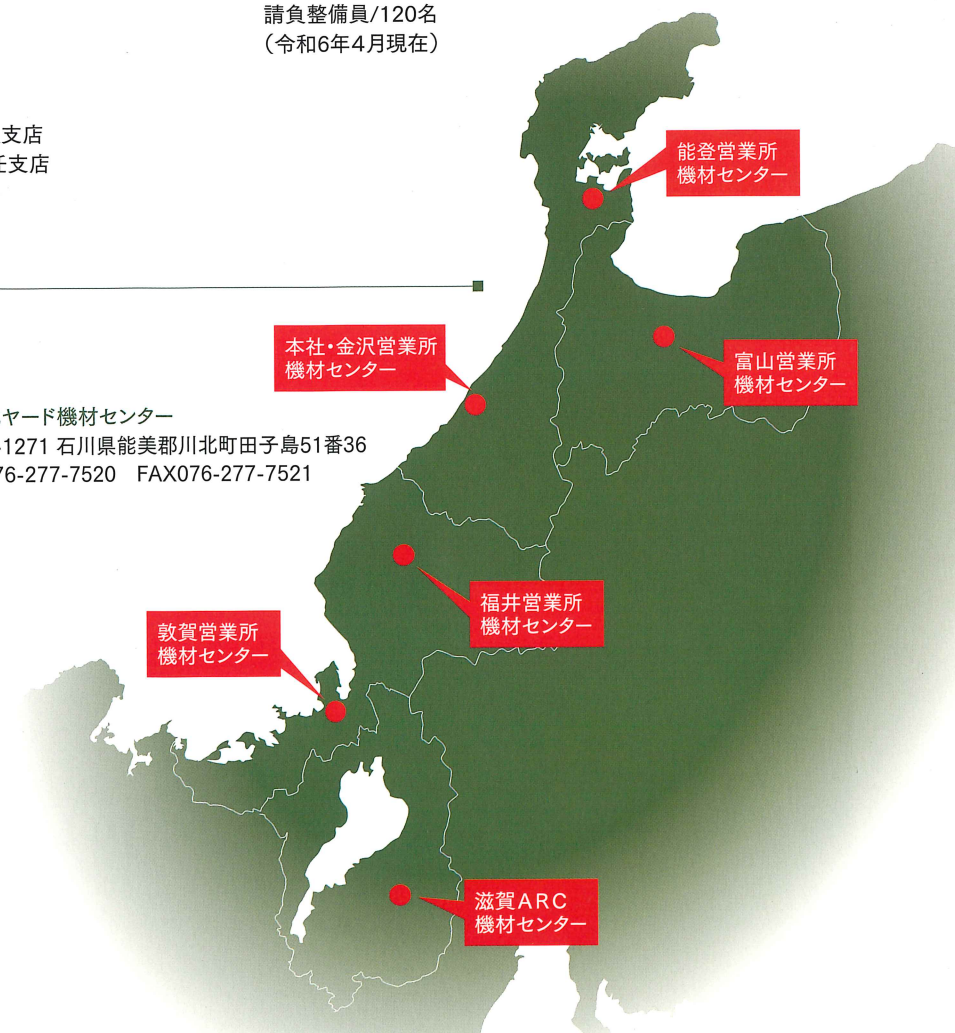 請負整備員/120名
（令和6年4月現在）
支店
支店
能登営業所
機材センター
本社・金沢営業所
機材センター
富山営業所
機材センター
ヤード機材センター
1271 石川県能美郡川北町田子島51番36
76-277-7520　FAX076-277-7521
福井営業所
機材センター
敦賀営業所
機材センター
滋賀ARC
機材センター